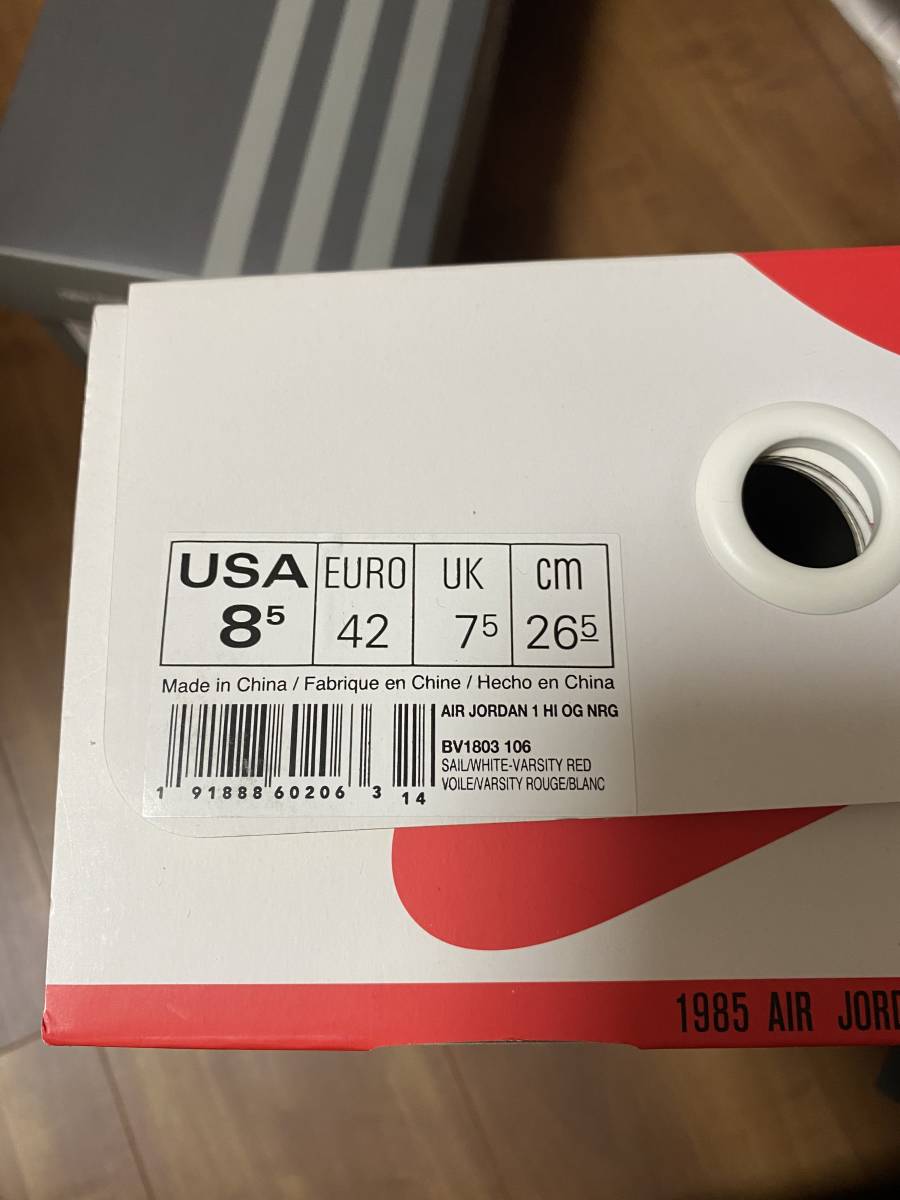 USA EURO UK cm
8⁵ 42 7⁵ 26⁵
Made in China / Fabrique en Chine / Hecho en China
AIR JORDAN 1 HI OG NRG
BV1803 106
SAIL/WHITE-VARSITY RED
VOILE/VARSITY ROUGE/BLANC
1 91888 60206 3 14
1985 AIR JORD